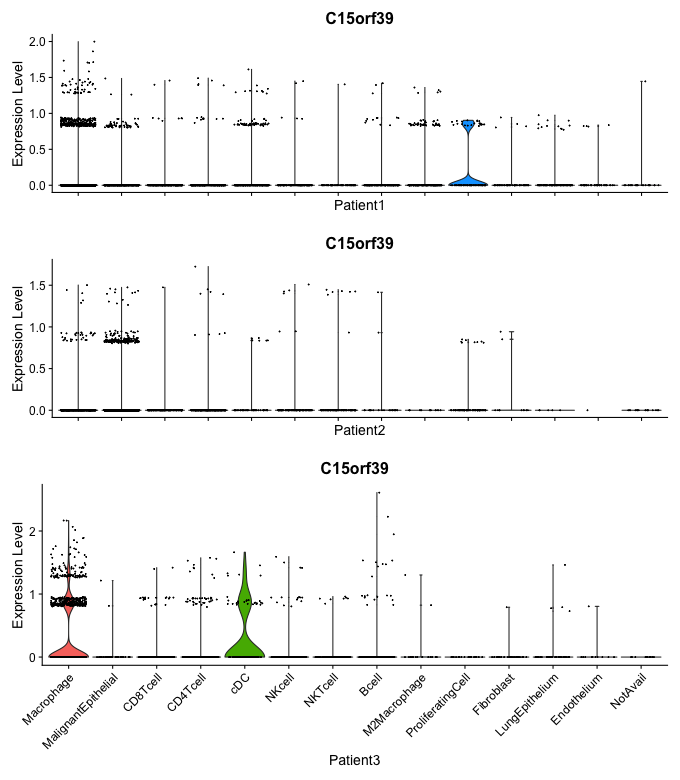 C15orf39
Expression Level
2.0
1.5
1.0
0.5
0.0
Patient1
C15orf39
Expression Level
1.5
1.0
0.5
0.0
Patient2
C15orf39
Expression Level
2
1
0
Macrophage
MalignantEpithelial
CD8Tcell
CD4Tcell
cDC
NKcell
NKTcell
Bcell
M2Macrophage
ProliferatingCell
Fibroblast
LungEpithelium
Endothelium
NotAvail
Patient3